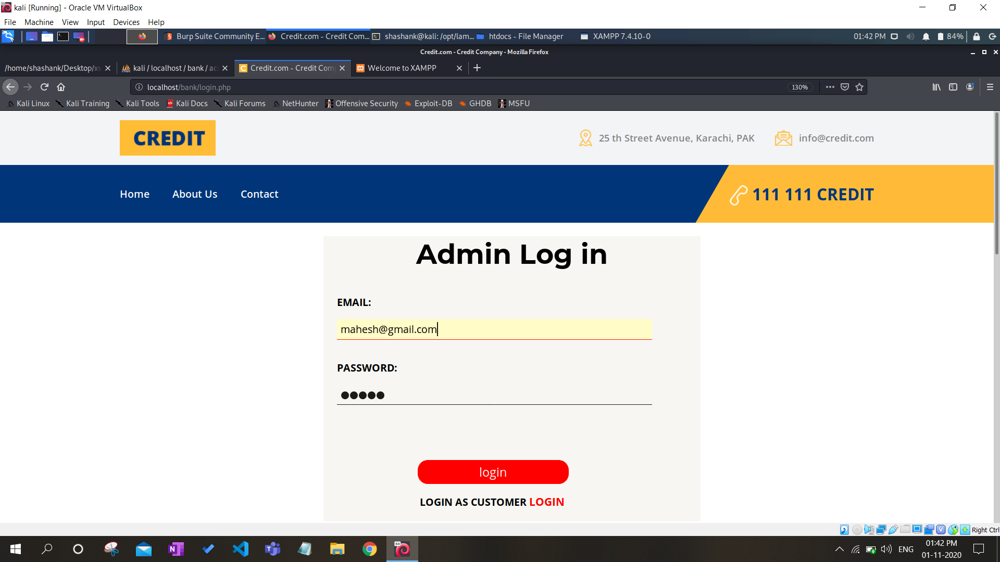 kali [Running] - Oracle VM VirtualBox
File Machine View Input Devices Help
Burp Suite Community E... Credit.com - Credit Com... shashank@kali: /opt/lam... htdocs - File Manager XAMPP 7.4.10-0 01:42 PM 84%
Credit.com - Credit Company - Mozilla Firefox
/home/shashank/Desktop/xs kali / localhost / bank / ac Credit.com - Credit Com Welcome to XAMPP
localhost/bank/login.php 130%
Kali Linux Kali Training Kali Tools Kali Docs Kali Forums NetHunter Offensive Security Exploit-DB GHDB MSFU
CREDIT 25 th Street Avenue, Karachi, PAK info@credit.com
Home About Us Contact 111 111 CREDIT
Admin Log in
EMAIL:
mahesh@gmail.com
PASSWORD:
●●●●●
login
LOGIN AS CUSTOMER LOGIN
Right Ctrl
ENG 01:42 PM
01-11-2020